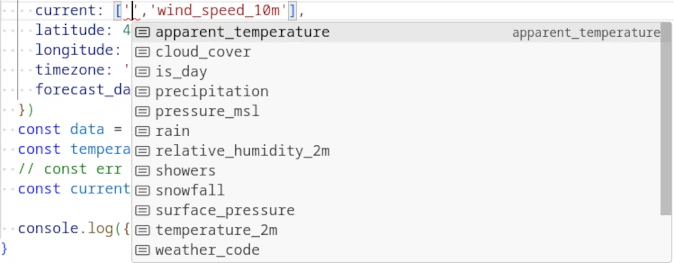 current: ['','wind_speed_10m'],
apparent_temperature apparent_temperature
latitude: 4
cloud_cover
longitude:
is_day
timezone: '
precipitation
forecast_da
pressure_msl
})
rain
const data =
relative_humidity_2m
const tempera
showers
// const err
snowfall
const current
surface_pressure
temperature_2m
console.log({
weather_code
}